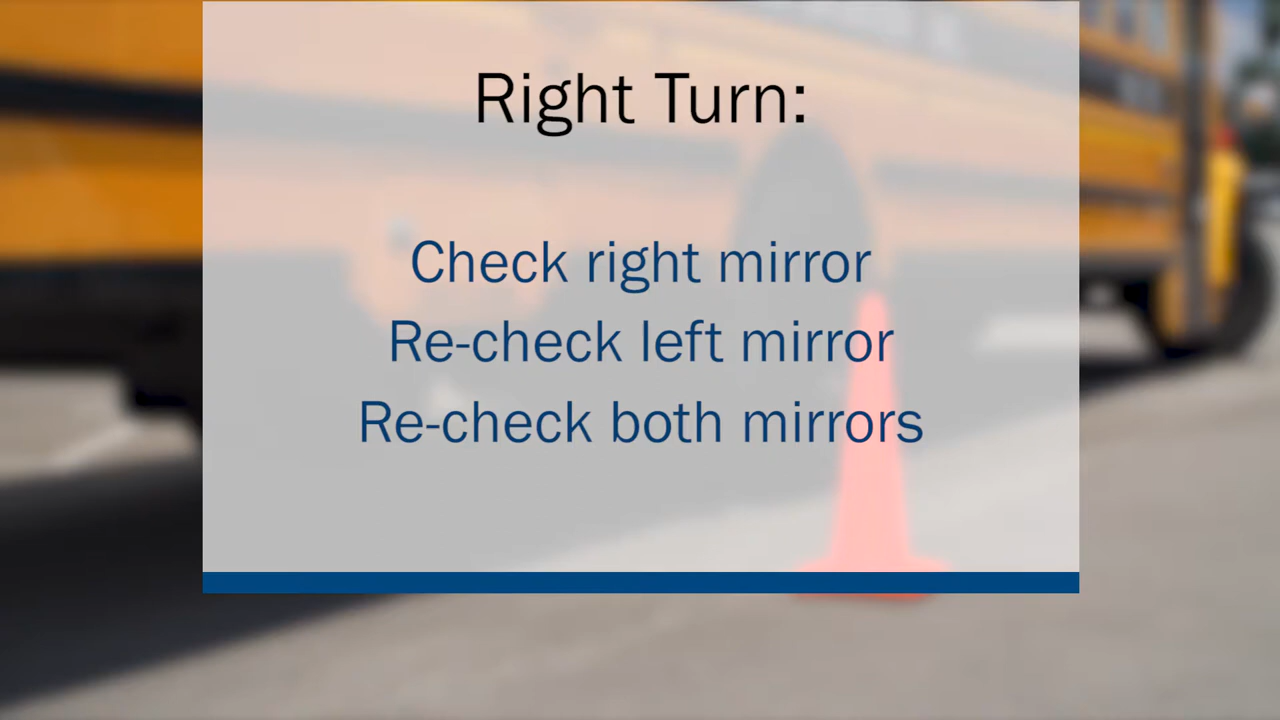 Right Turn:
Check right mirror
Re-check left mirror
Re-check both mirrors